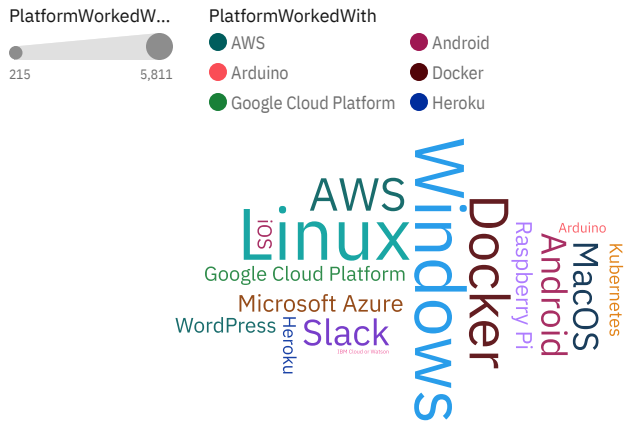 PlatformWorkedW...
215
5,811
PlatformWorkedWith
AWS
Android
Arduino
Docker
Google Cloud Platform
Heroku
Windows
AWS
Docker
Linux
iOS
Raspberry Pi
Arduino
Android
MacOS
Kubernetes
Google Cloud Platform
Microsoft Azure
WordPress
Heroku
Slack
IBM Cloud or Watson